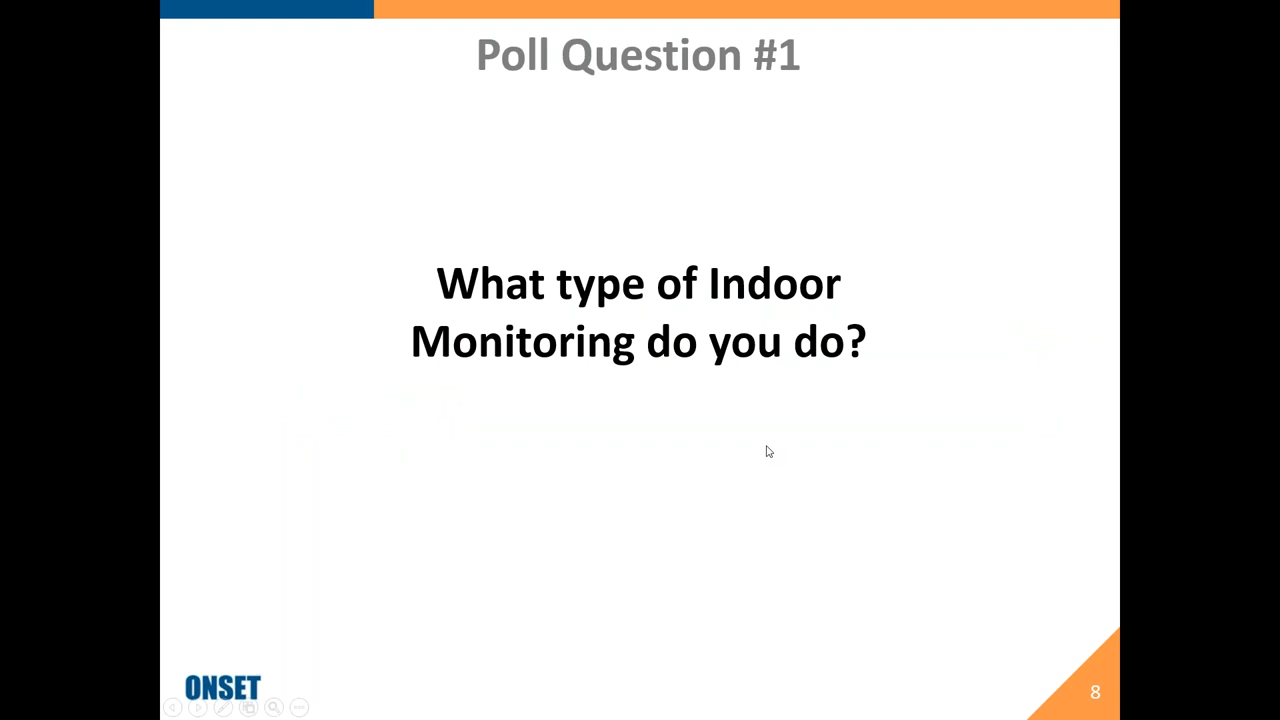 Poll Question #1
What type of Indoor
Monitoring do you do?
ONSET
8